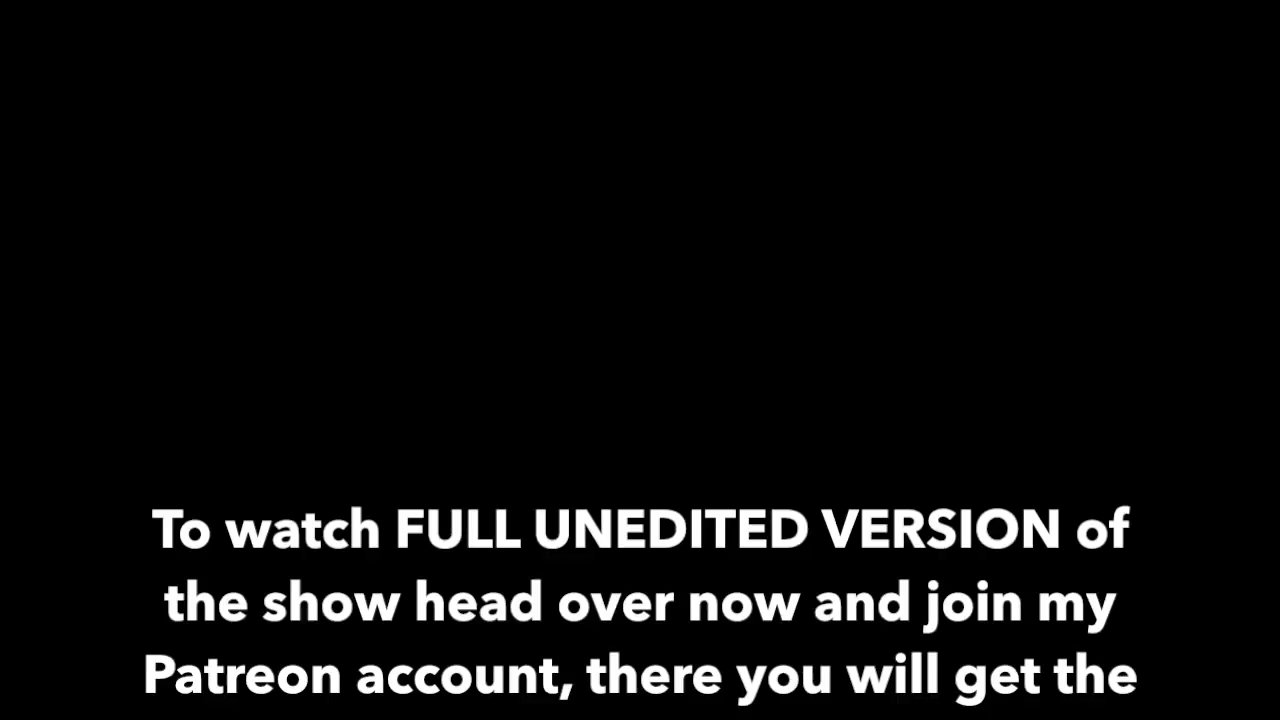 To watch FULL UNEDITED VERSION of
the show head over now and join my
Patreon account, there you will get the